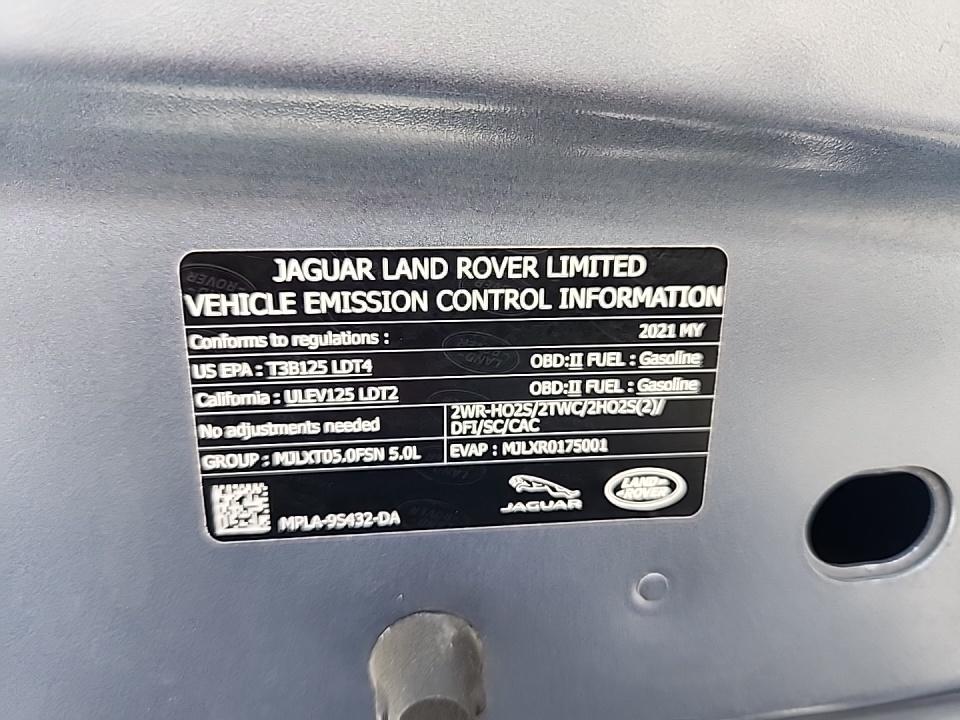 JAGUAR LAND ROVER LIMITED
VEHICLE EMISSION CONTROL INFORMATION
Conforms to regulations : 2021 MY
US EPA : T3B125 LDT4 OBD:II FUEL : Gasoline
California : ULEV125 LDT2 OBD:II FUEL : Gasoline
No adjustments needed
2WR-HO2S/2TWC/2HO2S(2)/
DFI/SC/CAC
GROUP : MJLXT05.0FSN 5.0L
EVAP : MJLXR0175001
MPLA-9S432-DA
JAGUAR
LAND-
-ROVER